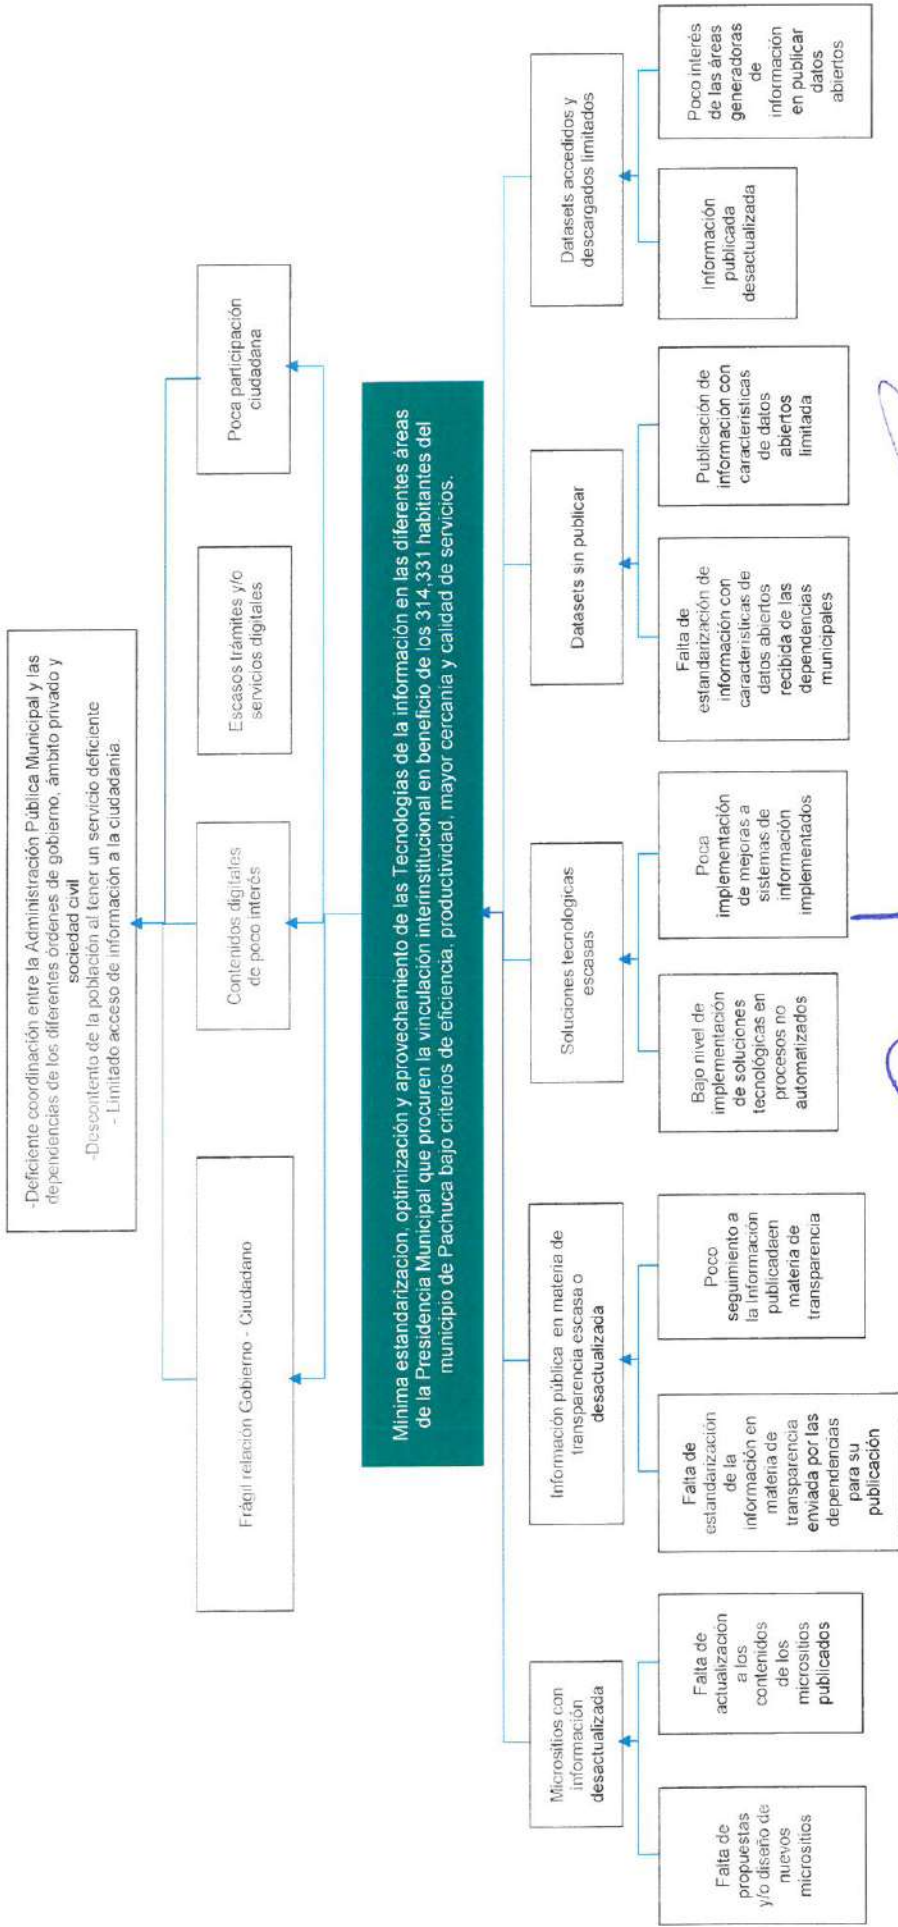 -Deficiente coordinación entre la Administración Pública Municipal y las
dependencias de los diferentes órdenes de gobierno, ámbito privado y
sociedad civil
-Descontento de la población al tener un servicio deficiente
- Limitado acceso de información a la ciudadanía.
Frágil relación Gobierno - Ciudadano
Contenidos digitales
de poco interés
Escasos trámites y/o
servicios digitales
Poca participación
ciudadana
Minima estandarizacion, optimización y aprovechamiento de las Tecnologías de la información en las diferentes áreas
de la Presidencia Municipal que procuren la vinculación interinstitucional en beneficio de los 314,331 habitantes del
municipio de Pachuca bajo criterios de eficiencia, productividad, mayor cercania y calidad de servicios.
Micrositios con
información
desactualizada
Información pública en materia de
transparencia escasa o
desactualizada
Soluciones tecnologicas
escasas
Datasets sin publicar
Datasets accedidos y
descargados limitados
Falta de
propuestas
y/o diseño de
nuevos
micrositios
Falta de
actualización
a los
contenidos
de los
micrositios
publicados
Falta de
estandarización
de la
información en
materia de
transparencia
enviada por las
dependencias
para su
publicación
Poco
seguimiento a
la Información
publicadaen
materia de
transparencia
Bajo nivel de
implementación
de soluciones
tecnológicas en
procesos no
automatizados
Poca
implementación
de mejoras a
sistemas de
información
implementados
Falta de
estandarización de
información con
características de
datos abiertos
recibida de las
dependencias
municipales
Publicación de
información con
características
de datos
abiertos
limitada
Información
publicada
desactualizada
Poco interés
de las áreas
generadoras
de
información
en publicar
datos
abiertos